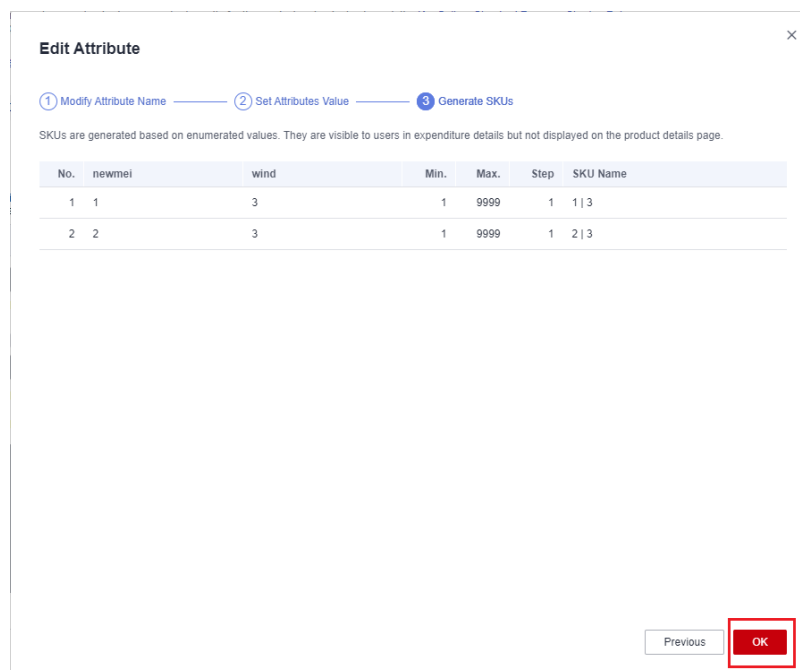 Edit Attribute
×
1 Modify Attribute Name
2 Set Attributes Value
3 Generate SKUs
SKUs are generated based on enumerated values. They are visible to users in expenditure details but not displayed on the product details page.
No. newmei wind Min. Max. Step SKU Name
1 1 3 1 9999 1 1 | 3
2 2 3 1 9999 1 2 | 3
Previous OK